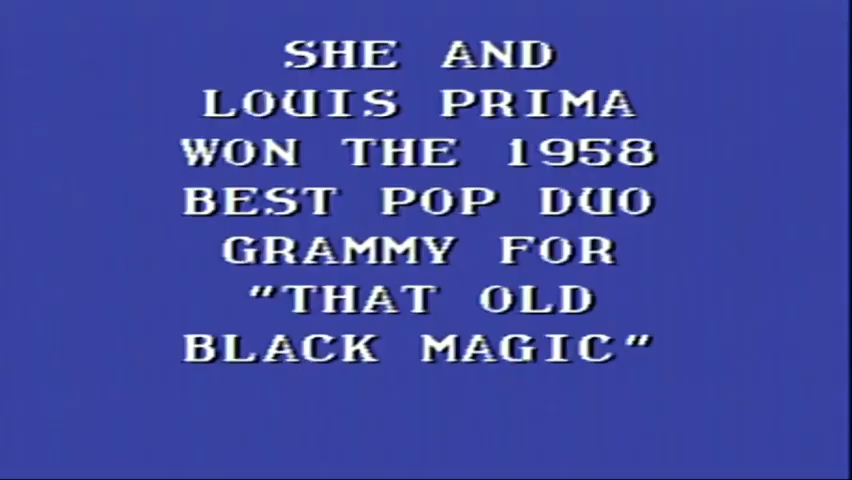 SHE AND
LOUIS PRIMA
WON THE 1958
BEST POP DUO
GRAMMY FOR
"THAT OLD
BLACK MAGIC"